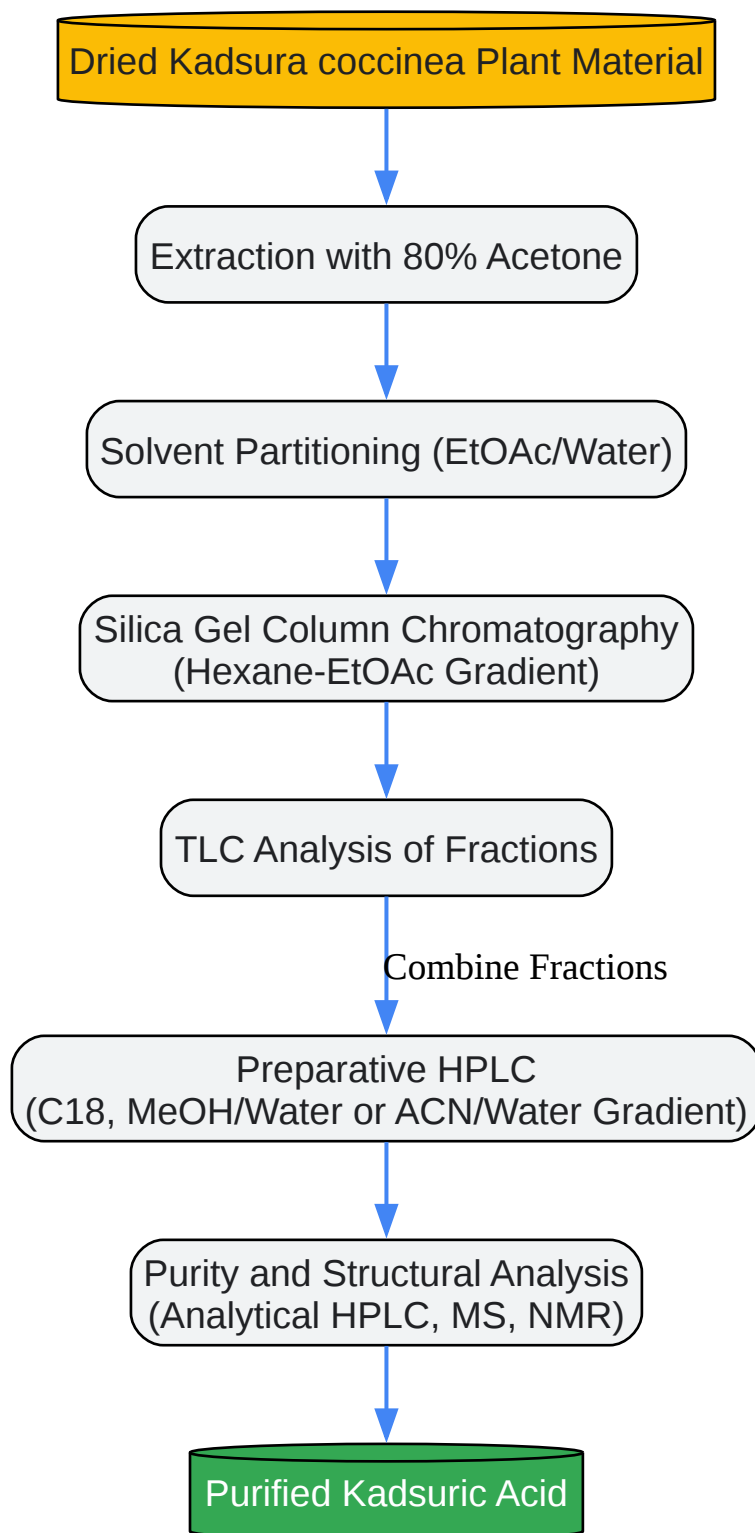 Dried Kadsura coccinea Plant Material
Extraction with 80% Acetone
Solvent Partitioning (EtOAc/Water)
Silica Gel Column Chromatography
(Hexane-EtOAc Gradient)
TLC Analysis of Fractions
Combine Fractions
Preparative HPLC
(C18, MeOH/Water or ACN/Water Gradient)
Purity and Structural Analysis
(Analytical HPLC, MS, NMR)
Purified Kadsuric Acid